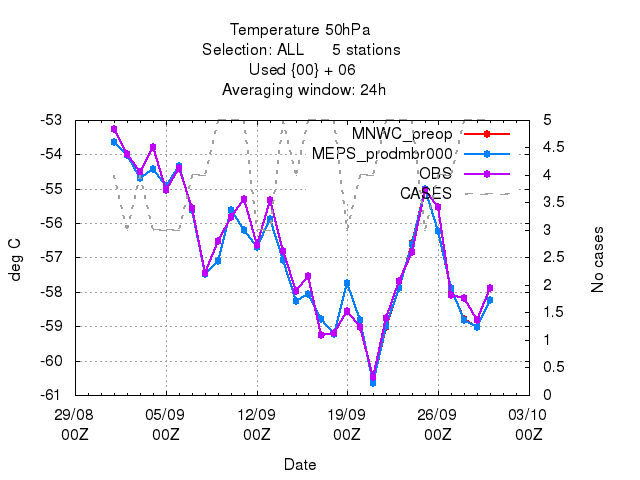 Temperature 50hPa
Selection: ALL 5 stations
Used {00} + 06
Averaging window: 24h
MNWC_preop
MEPS_prodmbr000
OBS
CASES
deg C
-53
-54
-55
-56
-57
-58
-59
-60
-61
No cases
5
4.5
4
3.5
3
2.5
2
1.5
1
0.5
0
29/08 05/09 12/09 19/09 26/09 03/10
00Z 00Z 00Z 00Z 00Z 00Z
Date